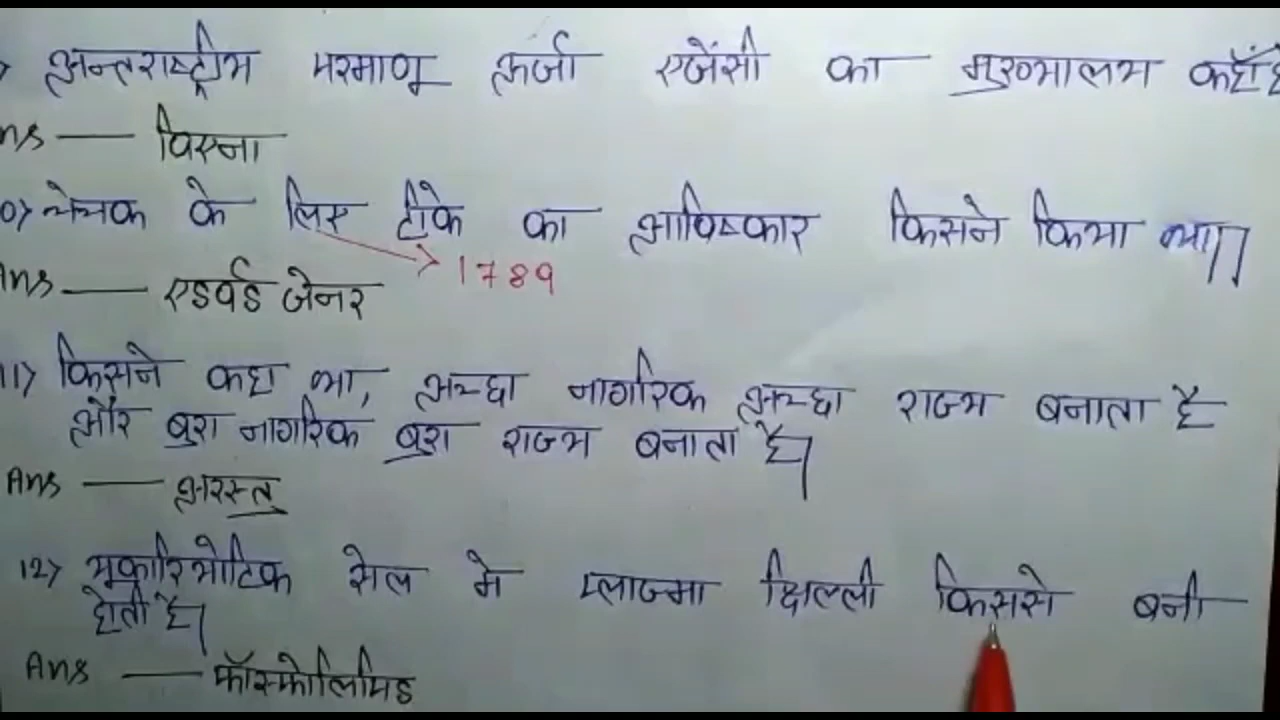 अन्तराष्ट्रीय परमाणु ऊर्जा एजेंसी का मुख्यालय कहाँ है
Ans — विएना
0> चेचक के लिए टीके का आविष्कार किसने किया था।
→ 1789
Ans — एडवर्ड जेनर
11> किसने कहा था, अच्छा नागरिक अच्छा राज्य बनाता है
और बुरा नागरिक बुरा राज्य बनाता है।
Ans — अरस्तु
12> यूकारियोटिक सेल मे प्लाज्मा झिल्ली किससे बनी
होती है।
Ans — फॉस्फोलिपिड